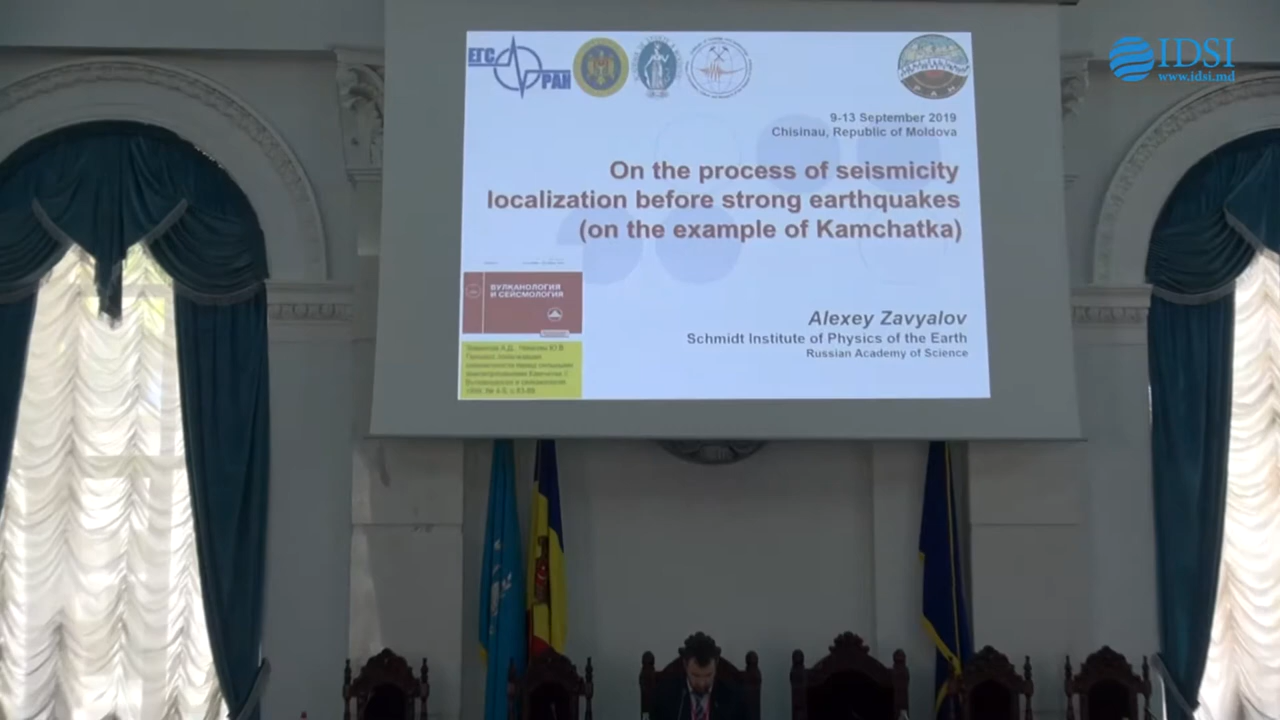 IDSI
www.idsi.md
ЕГС
РАН
РАН
9-13 September 2019
Chisinau, Republic of Moldova
On the process of seismicity
localization before strong earthquakes
(on the example of Kamchatka)
ВУЛКАНОЛОГИЯ
И СЕЙСМОЛОГИЯ
Alexey Zavyalov
Schmidt Institute of Physics of the Earth
Russian Academy of Science